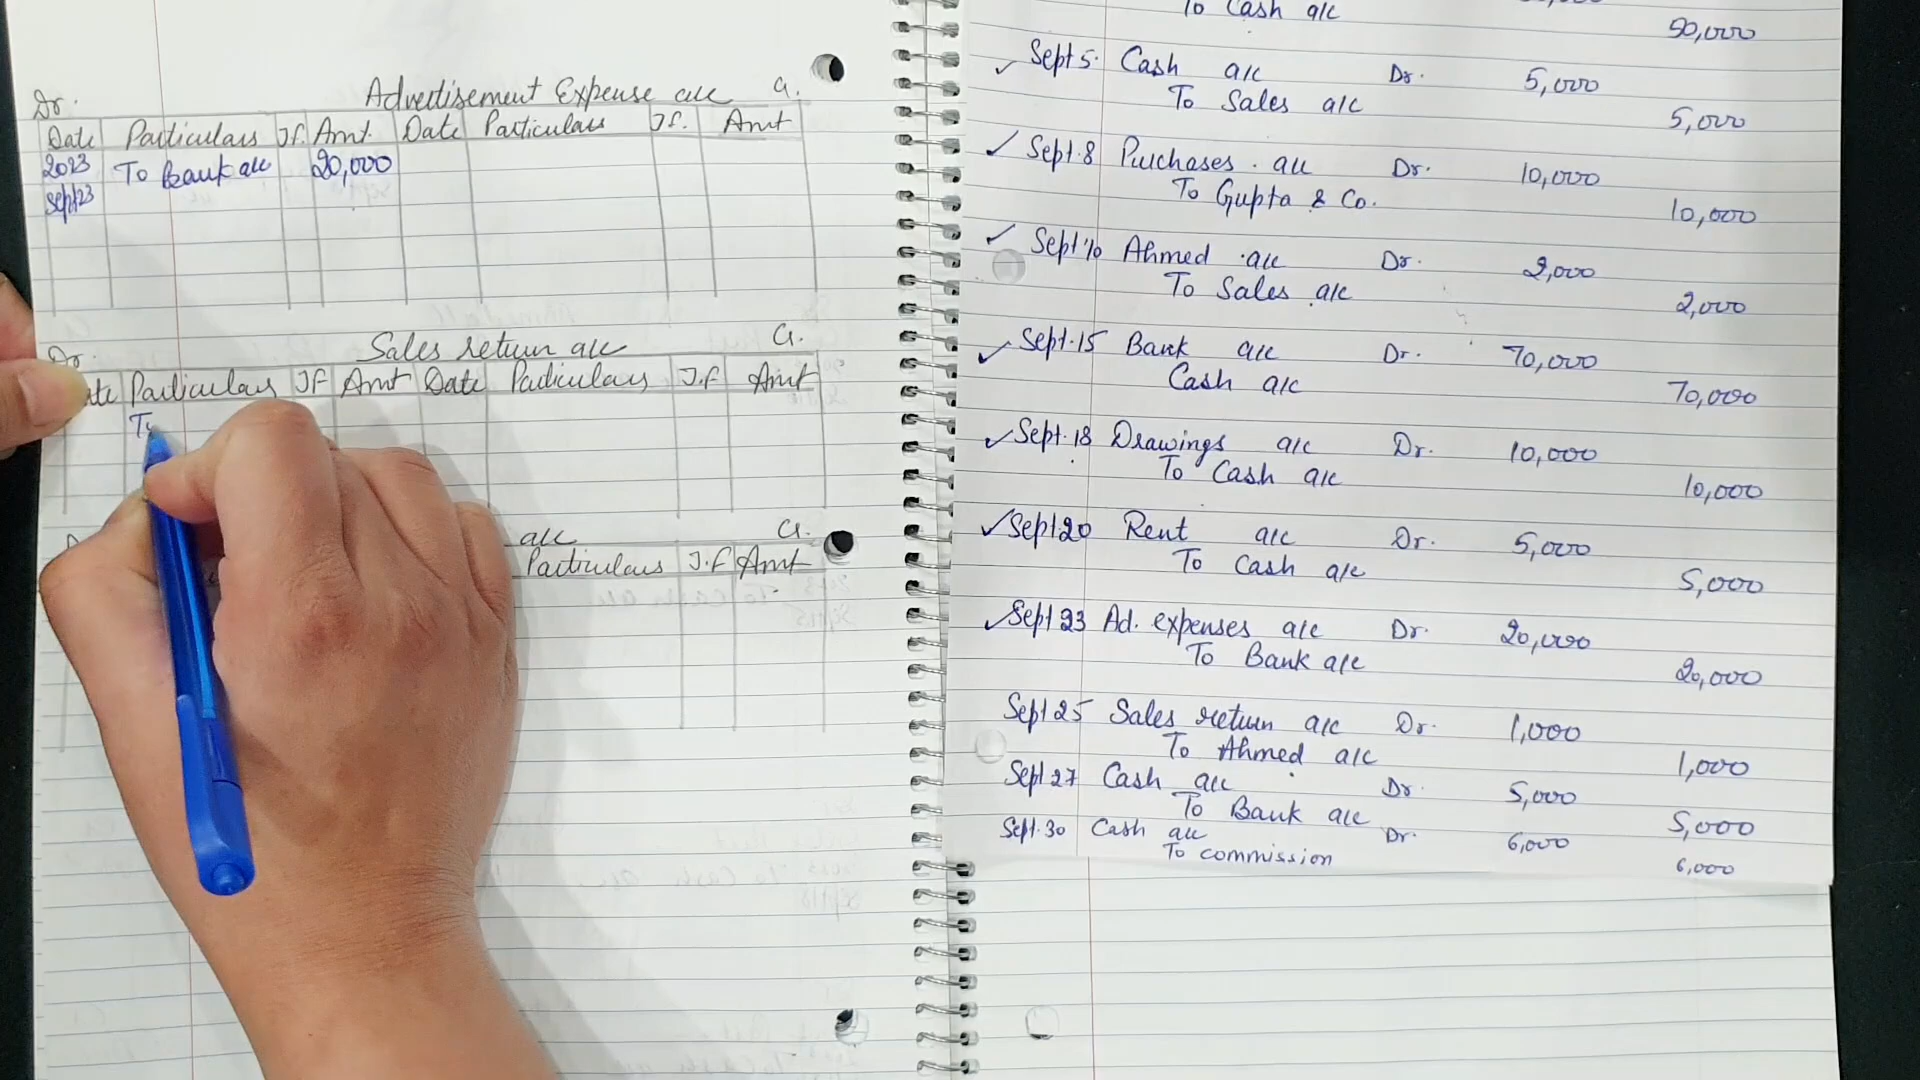 Advertisement Expense a/c
Dr. Cr.
Date Particulars J.F. Amt. Date Particulars J.F. Amt
2023 To Bank a/c 20,000
Sept23
Sales return a/c Cr.
Dr.
Particulars J.F Amt Date Particulars J.F Amt
To
a/c Cr.
Particulars J.F Amt
To Cash a/c
50,000
Sept 5. Cash a/c Dr. 5,000
To Sales a/c 5,000
Sept.8 Purchases. a/c Dr. 10,000
To Gupta & Co. 10,000
Sept 10 Ahmed a/c Dr. 2,000
To Sales a/c 2,000
Sept.15 Bank a/c Dr. 70,000
Cash a/c 70,000
Sept.18 Drawings a/c Dr. 10,000
To Cash a/c 10,000
Sept20 Rent a/c Dr. 5,000
To Cash a/c 5,000
Sept 23 Ad. expenses a/c Dr. 20,000
To Bank a/c 20,000
Sept 25 Sales return a/c Dr. 1,000
To Ahmed a/c 1,000
Sept 27 Cash a/c Dr. 5,000
To Bank a/c 5,000
Sept.30 Cash a/c Dr. 6,000
To commission 6,000